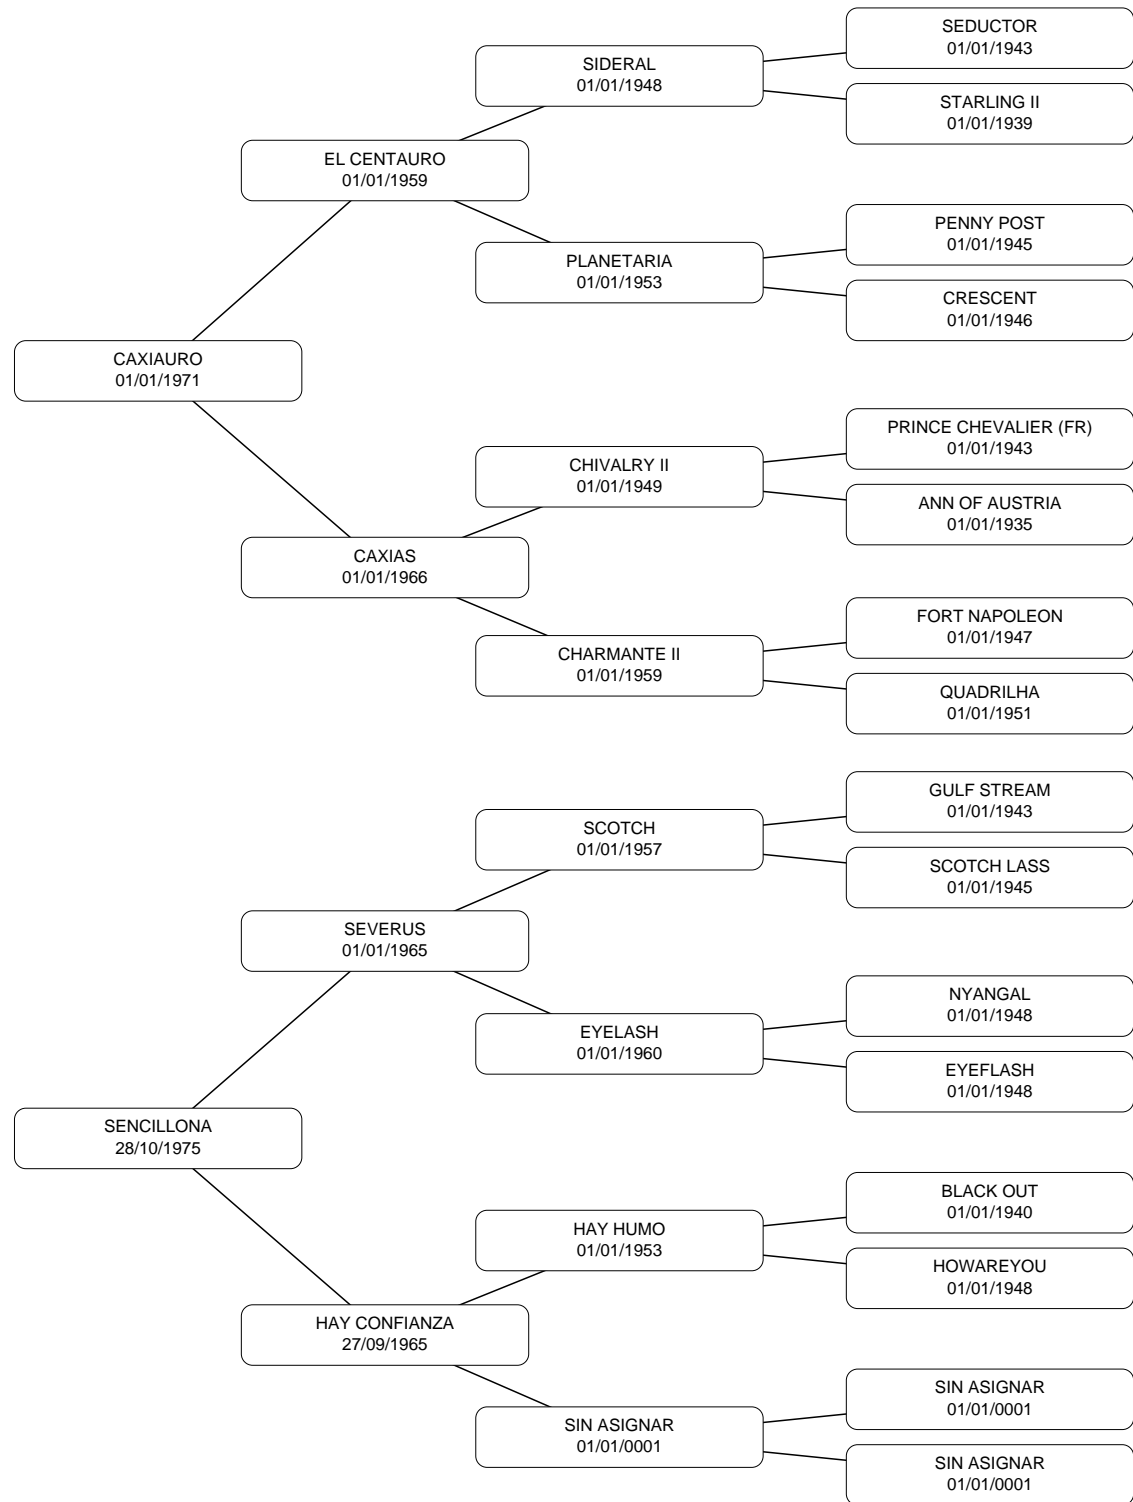 SEDUCTOR
01/01/1943
SIDERAL
01/01/1948
STARLING II
01/01/1939
EL CENTAURO
01/01/1959
PENNY POST
01/01/1945
PLANETARIA
01/01/1953
CRESCENT
01/01/1946
CAXIAURO
01/01/1971
PRINCE CHEVALIER (FR)
01/01/1943
CHIVALRY II
01/01/1949
ANN OF AUSTRIA
01/01/1935
CAXIAS
01/01/1966
FORT NAPOLEON
01/01/1947
CHARMANTE II
01/01/1959
QUADRILHA
01/01/1951
GULF STREAM
01/01/1943
SCOTCH
01/01/1957
SCOTCH LASS
01/01/1945
SEVERUS
01/01/1965
NYANGAL
01/01/1948
EYELASH
01/01/1960
EYEFLASH
01/01/1948
SENCILLONA
28/10/1975
BLACK OUT
01/01/1940
HAY HUMO
01/01/1953
HOWAREYOU
01/01/1948
HAY CONFIANZA
27/09/1965
SIN ASIGNAR
01/01/0001
SIN ASIGNAR
01/01/0001
SIN ASIGNAR
01/01/0001